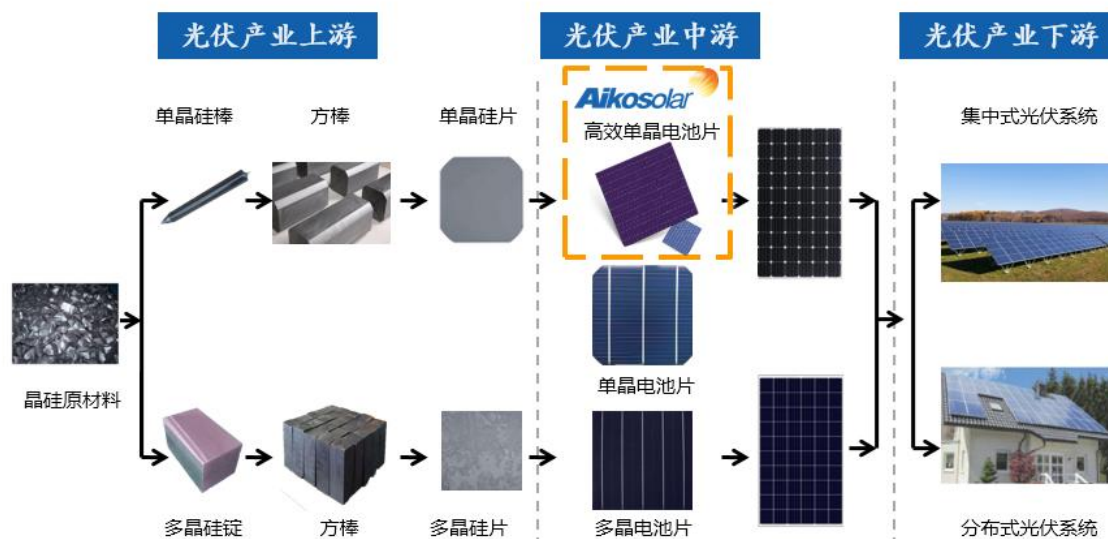 光伏产业上游
光伏产业中游
光伏产业下游
Aikosolar
单晶硅棒
方棒
单晶硅片
高效单晶电池片
集中式光伏系统
晶硅原材料
单晶电池片
多晶硅锭
方棒
多晶硅片
多晶电池片
分布式光伏系统